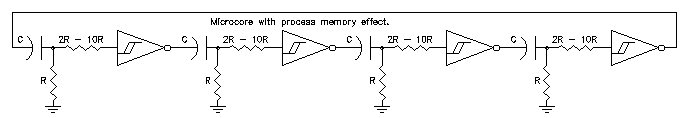 Microcore with process memory effect.
C 2R - 10R C 2R - 10R C 2R - 10R C 2R - 10R
R R R R